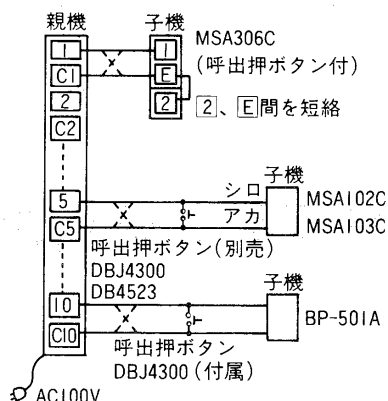 親機
子機
1
1
MSA306C
C1
E
(呼出押ボタン付)
2
2
2、E間を短絡
C2
5
シロ
子機
MSA102C
C5
アカ
MSA103C
呼出押ボタン(別売)
DBJ4300
DB4523
子機
10
BP-501A
C10
呼出押ボタン
DBJ4300(付属)
AC100V